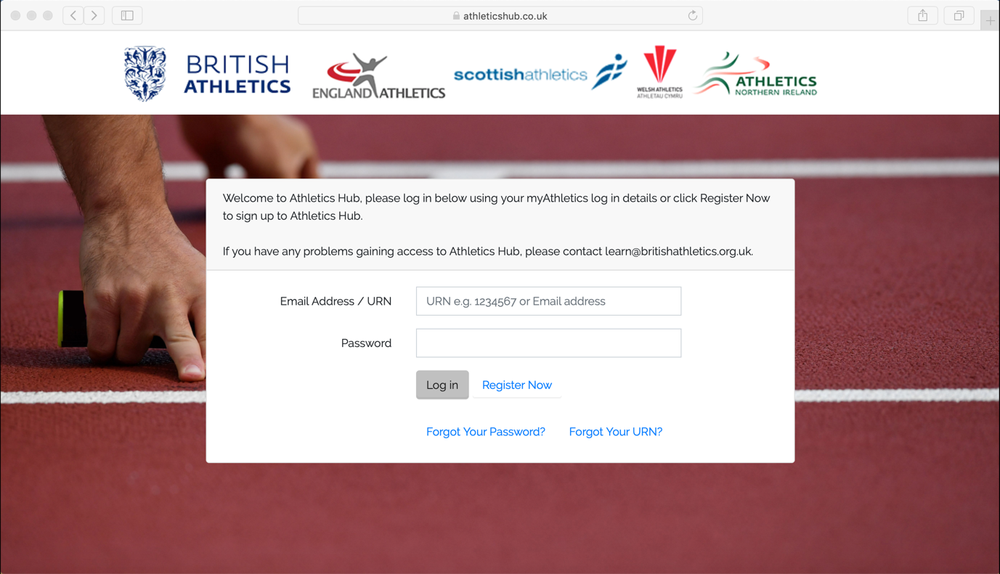 athleticshub.co.uk
BRITISH
ATHLETICS
ENGLAND ATHLETICS
scottishathletics
WELSH ATHLETICS
ATHLETAU CYMRU
ATHLETICS
NORTHERN IRELAND
Welcome to Athletics Hub, please log in below using your myAthletics log in details or click Register Now
to sign up to Athletics Hub.
If you have any problems gaining access to Athletics Hub, please contact learn@britishathletics.org.uk.
Email Address / URN
URN e.g. 1234567 or Email address
Password
Log in
Register Now
Forgot Your Password?
Forgot Your URN?